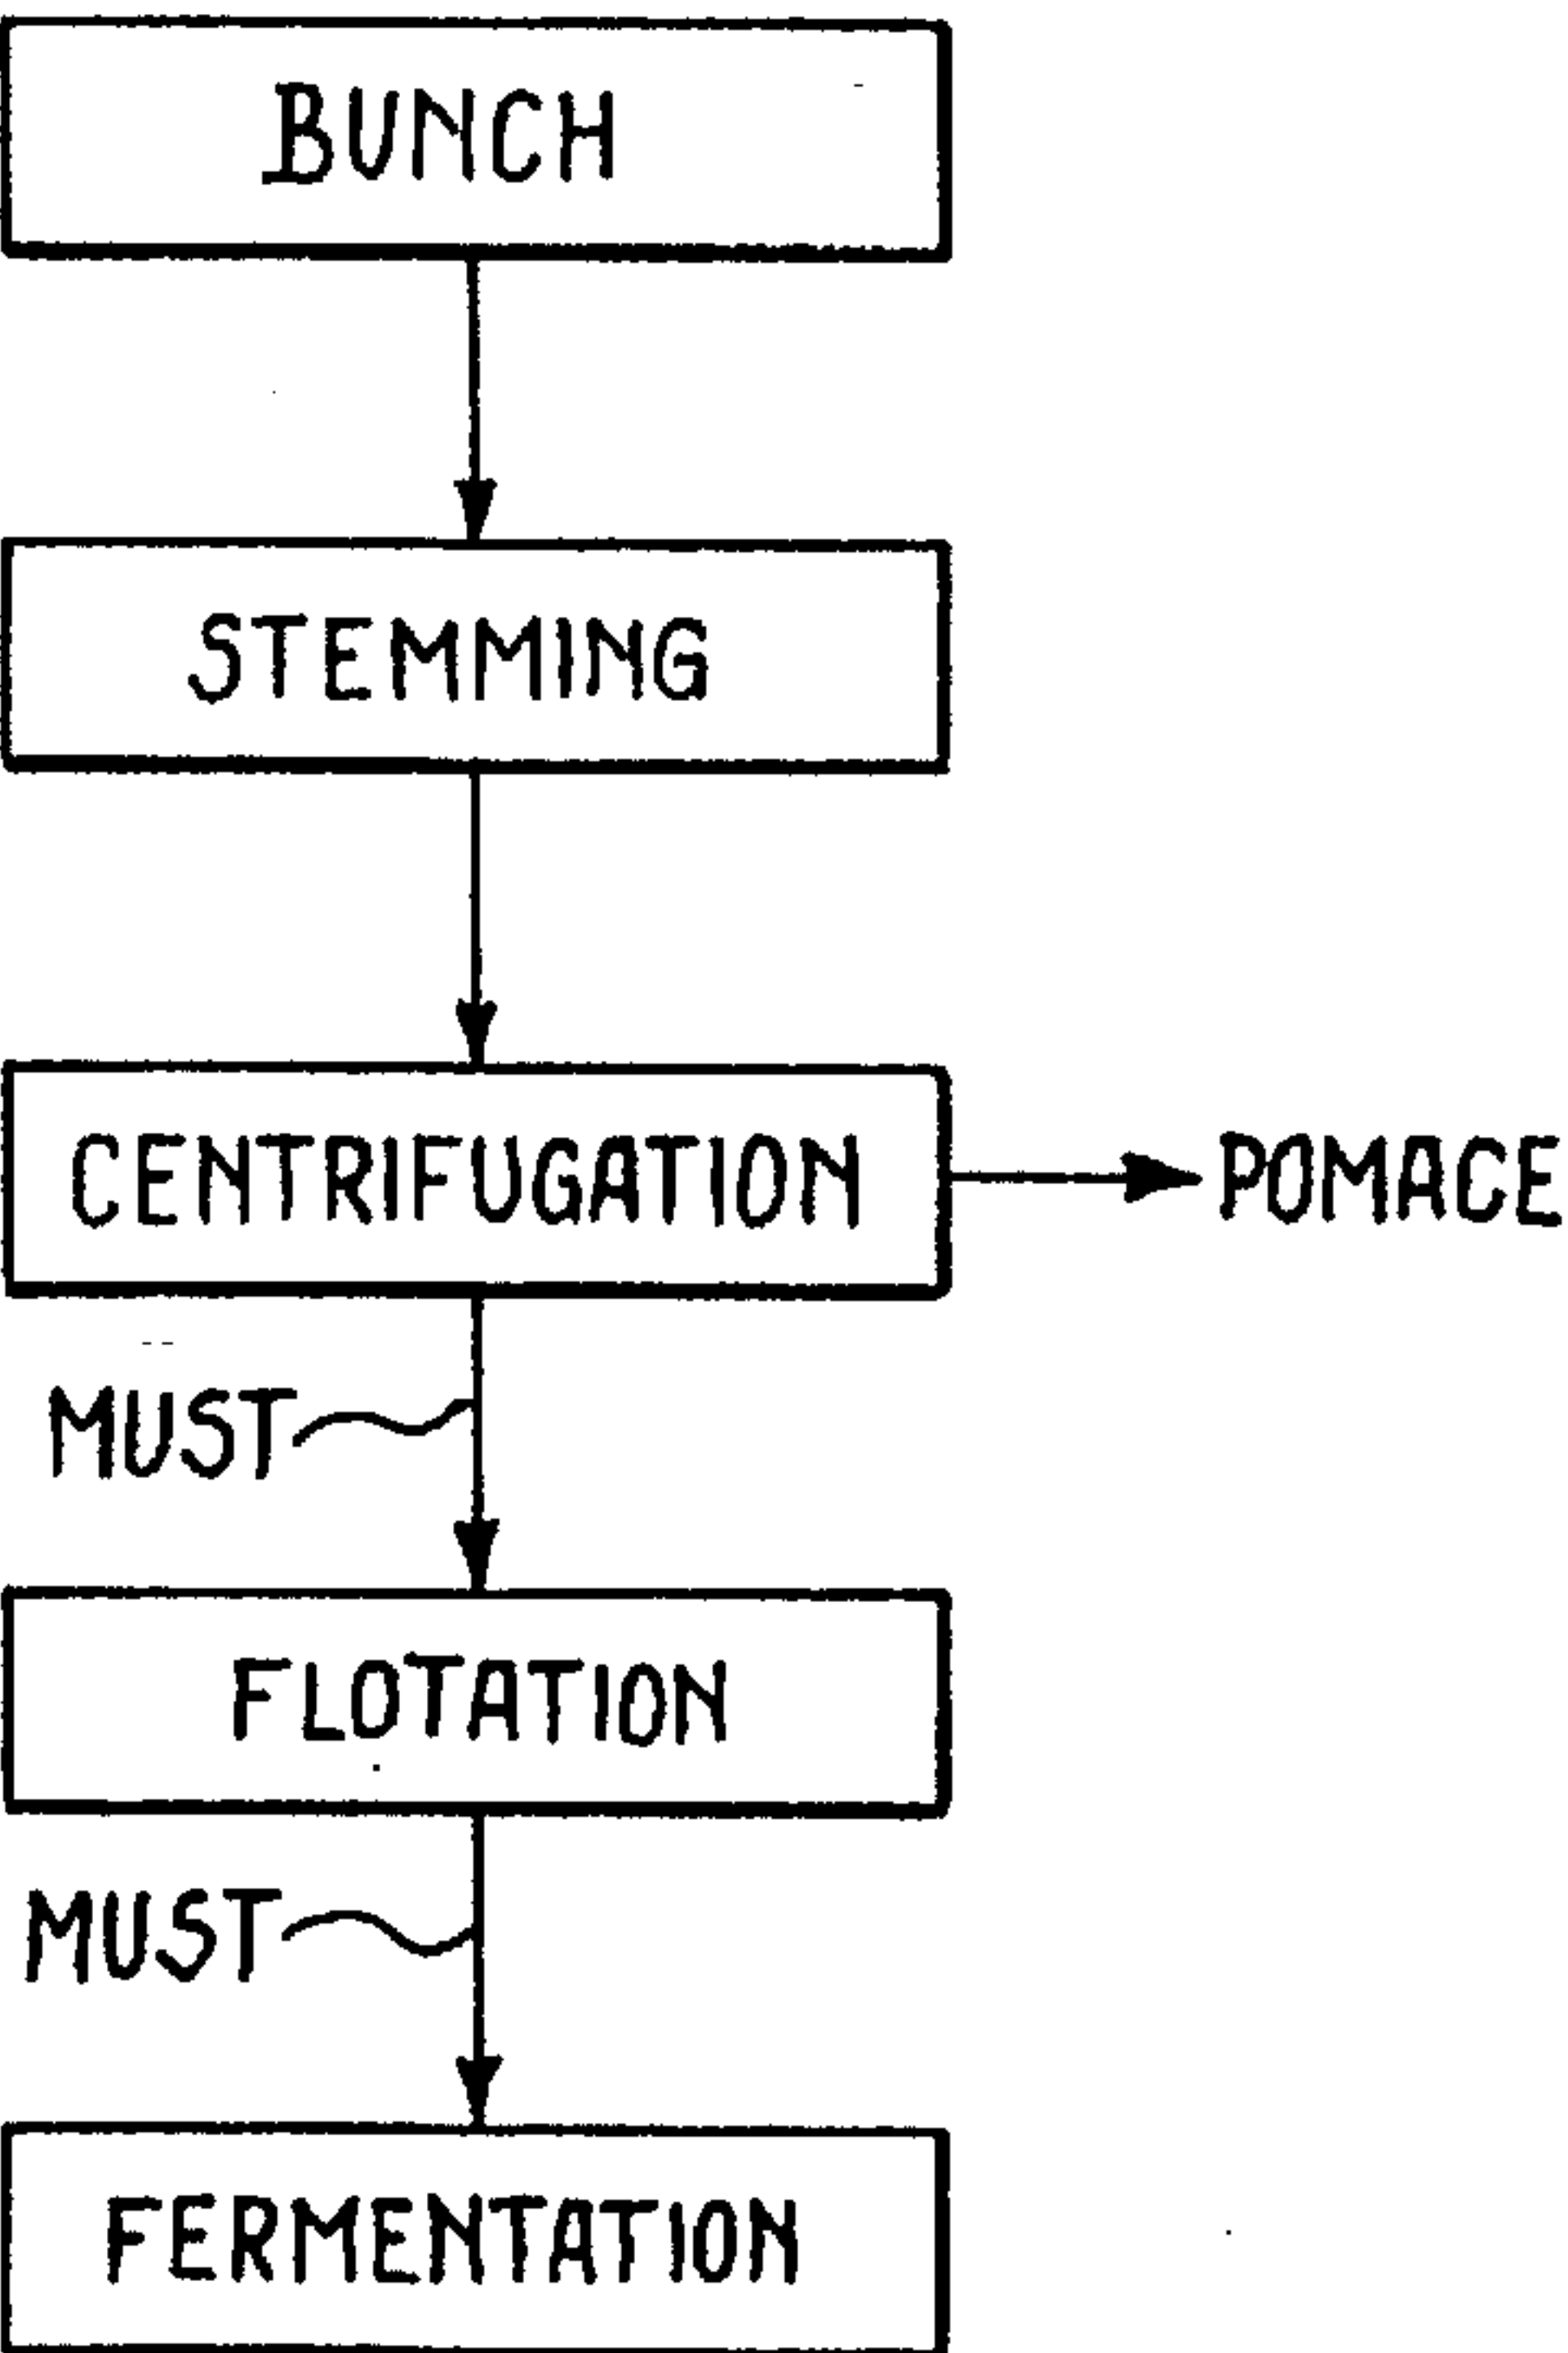 BUNCH
STEMMING
CENTRIFUGATION
POMACE
MUST
FLOTATION
MUST
FERMENTATION